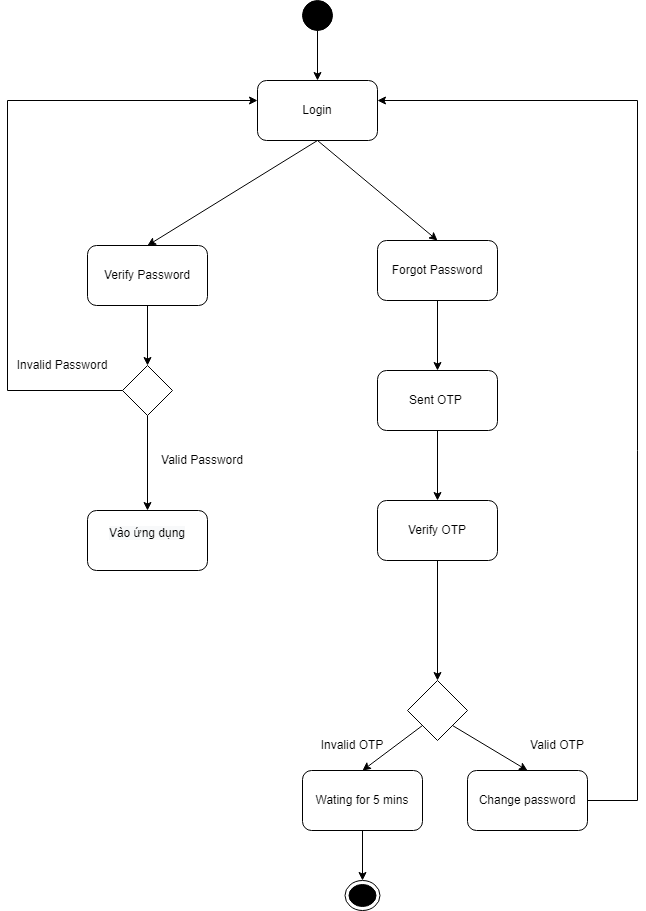 Login
Verify Password
Forgot Password
Invalid Password
Sent OTP
Valid Password
Vào ứng dụng
Verify OTP
Invalid OTP
Valid OTP
Wating for 5 mins
Change password